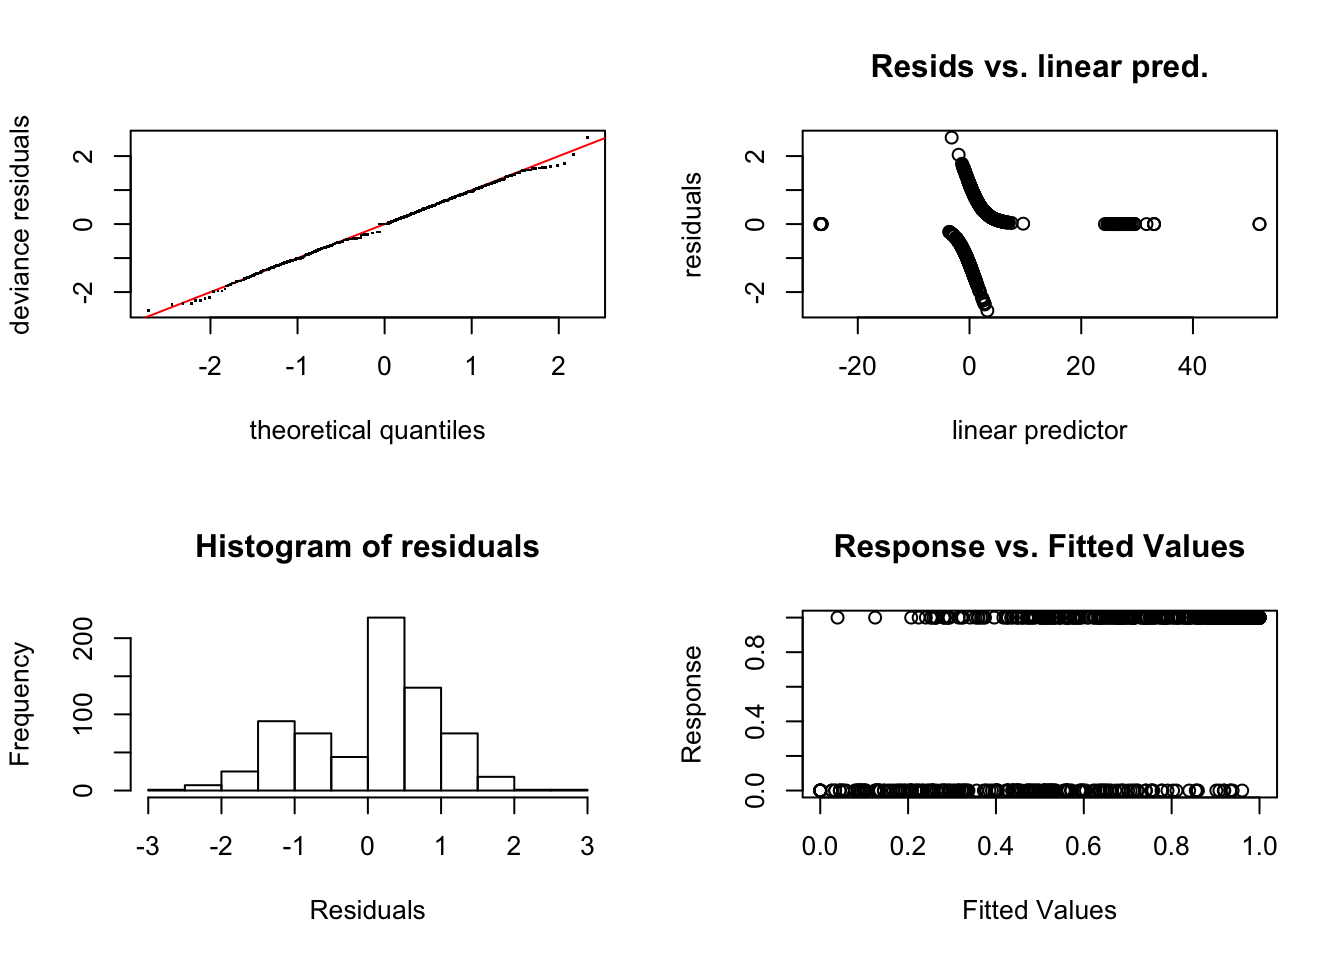 deviance residuals
2
0
-2
-2 -1 0 1 2
theoretical quantiles
Resids vs. linear pred.
residuals
2
0
-2
-20 0 20 40
linear predictor
Histogram of residuals
Frequency
200
100
0
-3 -2 -1 0 1 2 3
Residuals
Response vs. Fitted Values
Response
0.8
0.4
0.0
0.0 0.2 0.4 0.6 0.8 1.0
Fitted Values